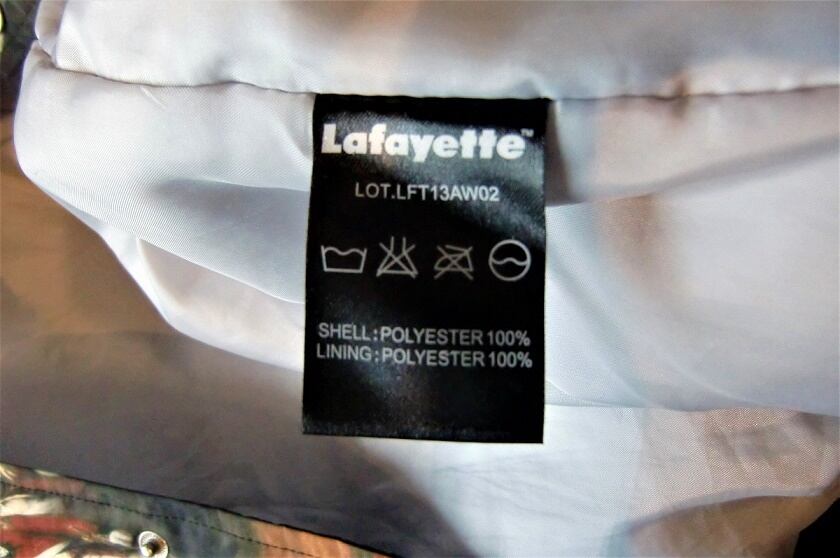 Lafayette™
LOT.LFT13AW02
SHELL:POLYESTER 100%
LINING:POLYESTER 100%